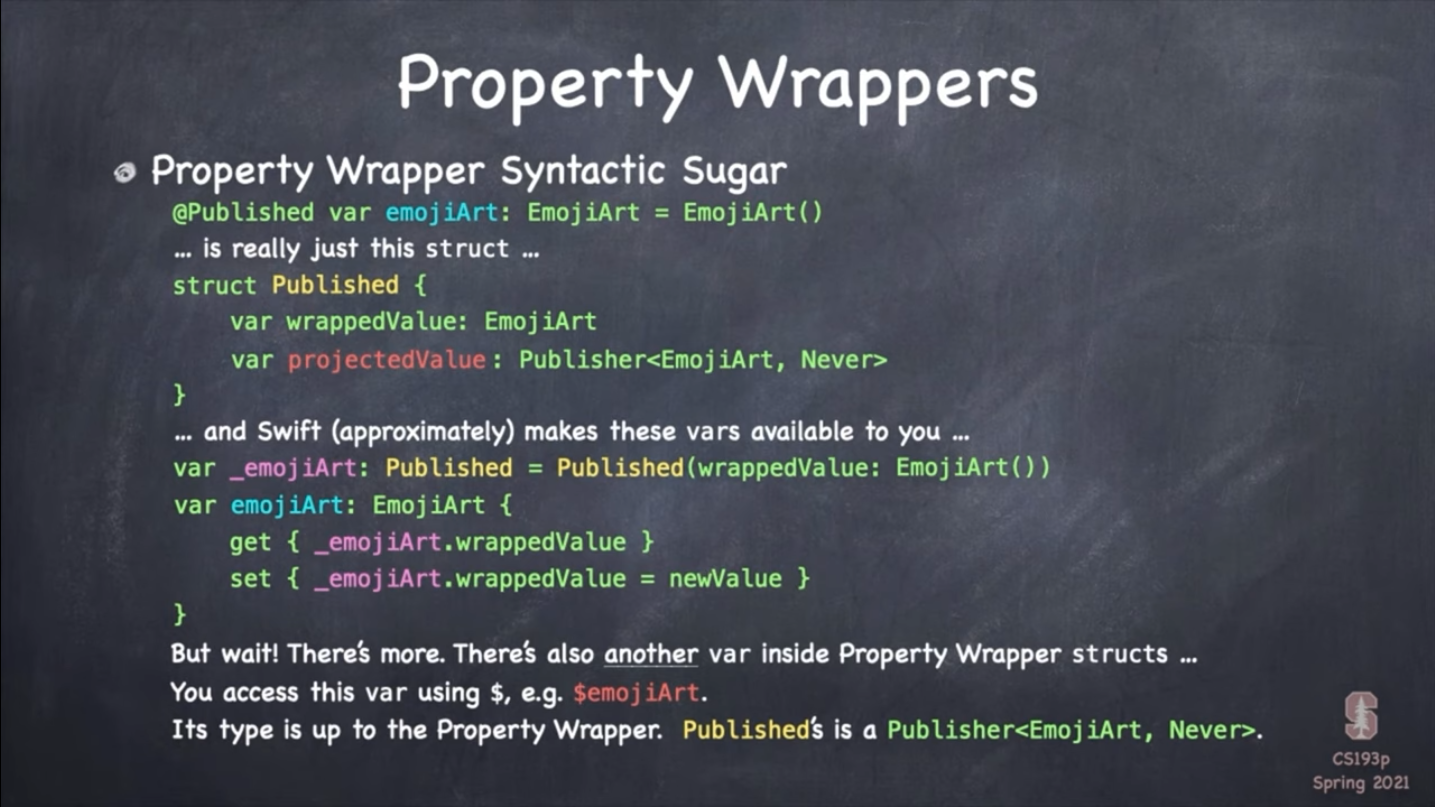 Property Wrappers
Property Wrapper Syntactic Sugar
@Published var emojiArt: EmojiArt = EmojiArt()
... is really just this struct ...
struct Published {
    var wrappedValue: EmojiArt
    var projectedValue: Publisher<EmojiArt, Never>
}
... and Swift (approximately) makes these vars available to you ...
var _emojiArt: Published = Published(wrappedValue: EmojiArt())
var emojiArt: EmojiArt {
    get { _emojiArt.wrappedValue }
    set { _emojiArt.wrappedValue = newValue }
}
But wait! There's more. There's also another var inside Property Wrapper structs ...
You access this var using $, e.g. $emojiArt.
Its type is up to the Property Wrapper. Published's is a Publisher<EmojiArt, Never>.
S
CS193p
Spring 2021